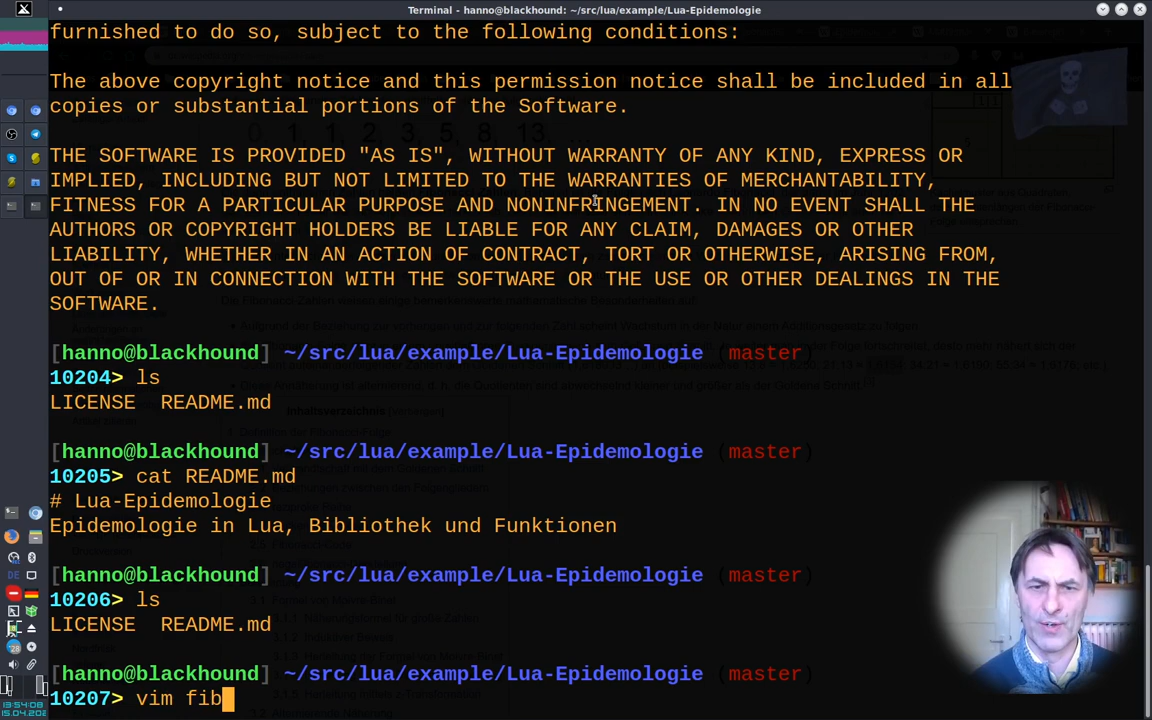 Terminal - hanno@blackhound: ~/src/lua/example/Lua-Epidemologie
furnished to do so, subject to the following conditions:
The above copyright notice and this permission notice shall be included in all
copies or substantial portions of the Software.
THE SOFTWARE IS PROVIDED "AS IS", WITHOUT WARRANTY OF ANY KIND, EXPRESS OR
IMPLIED, INCLUDING BUT NOT LIMITED TO THE WARRANTIES OF MERCHANTABILITY,
FITNESS FOR A PARTICULAR PURPOSE AND NONINFRINGEMENT. IN NO EVENT SHALL THE
AUTHORS OR COPYRIGHT HOLDERS BE LIABLE FOR ANY CLAIM, DAMAGES OR OTHER
LIABILITY, WHETHER IN AN ACTION OF CONTRACT, TORT OR OTHERWISE, ARISING FROM,
OUT OF OR IN CONNECTION WITH THE SOFTWARE OR THE USE OR OTHER DEALINGS IN THE
SOFTWARE.
[hanno@blackhound] ~/src/lua/example/Lua-Epidemologie (master)
10204> ls
LICENSE  README.md
[hanno@blackhound] ~/src/lua/example/Lua-Epidemologie (master)
10205> cat README.md
# Lua-Epidemologie
Epidemologie in Lua, Bibliothek und Funktionen
[hanno@blackhound] ~/src/lua/example/Lua-Epidemologie (master)
10206> ls
LICENSE  README.md
[hanno@blackhound] ~/src/lua/example/Lua-Epidemologie (master)
10207> vim fib
DE
28
13:54:08